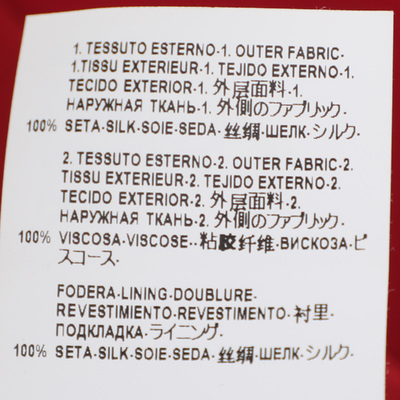 1. TESSUTO ESTERNO-1. OUTER FABRIC-
1.TISSU EXTERIEUR-1. TEJIDO EXTERNO-1.
TECIDO EXTERIOR-1. 外层面料-1.
НАРУЖНАЯ ТКАНЬ-1. 外側のファブリック-
100% SETA-SILK-SOIE-SEDA-丝绸-ШЕЛК-シルク-
2. TESSUTO ESTERNO-2. OUTER FABRIC-2.
TISSU EXTERIEUR-2. TEJIDO EXTERNO-2.
TECIDO EXTERIOR-2. 外层面料-2.
НАРУЖНАЯ ТКАНЬ-2. 外側のファブリック-
100% VISCOSA-VISCOSE--粘胶纤维-ВИСКОЗА-ビ
スコース-
FODERA-LINING-DOUBLURE-
REVESTIMIENTO-REVESTIMENTO-衬里-
ПОДКЛАДКА-ライニング-
100% SETA-SILK-SOIE-SEDA-丝绸-ШЕЛК-シルク-